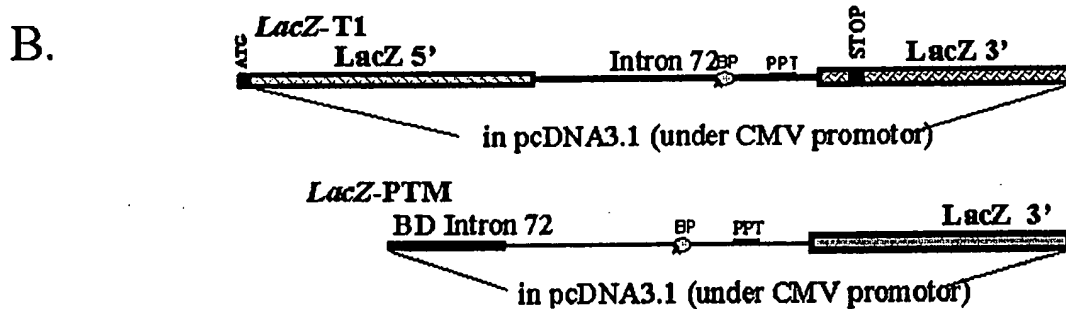 B.
LacZ-T1
ATG
LacZ 5’
Intron 72
BP
PPT
STOP
LacZ 3’
in pcDNA3.1 (under CMV promotor)
LacZ-PTM
BD Intron 72
BP
PPT
LacZ 3’
in pcDNA3.1 (under CMV promotor)